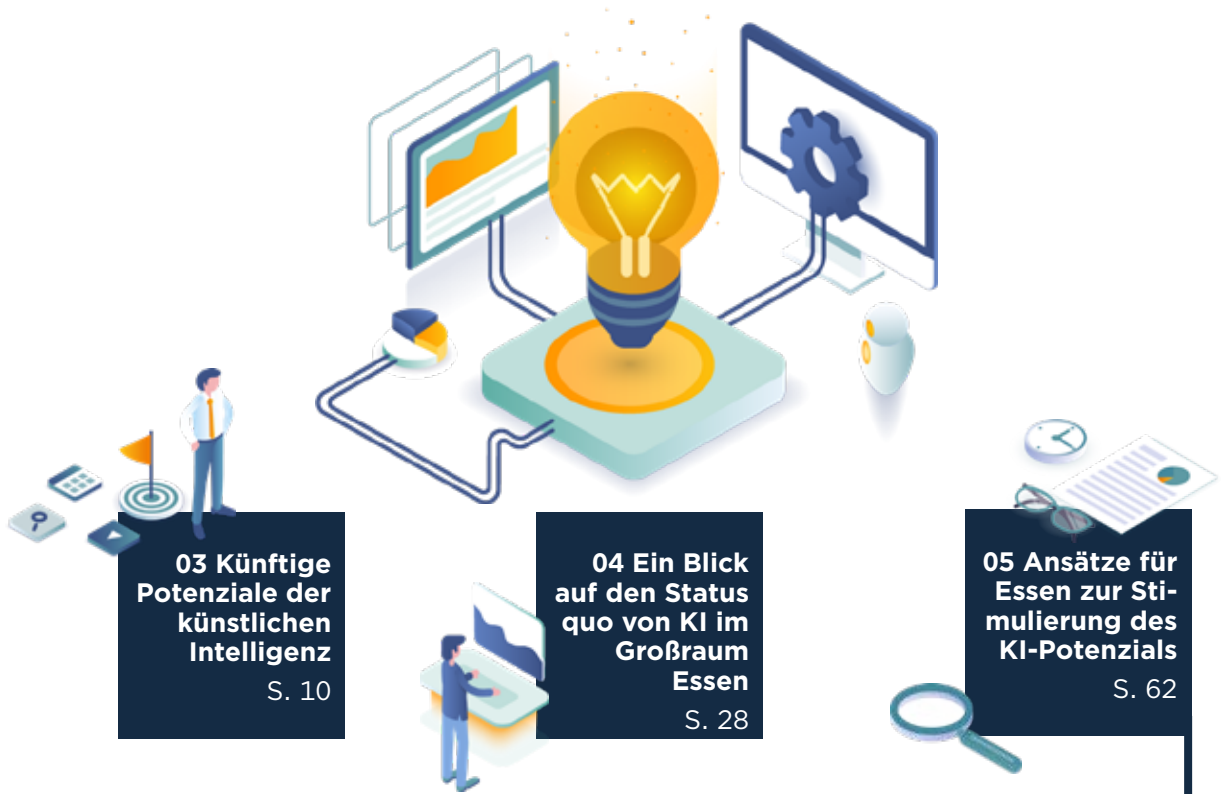 03 Künftige
Potenziale der
künstlichen
Intelligenz
S. 10
04 Ein Blick
auf den Status
quo von KI im
Großraum
Essen
S. 28
05 Ansätze für
Essen zur Sti-
mulierung des
KI-Potenzials
S. 62